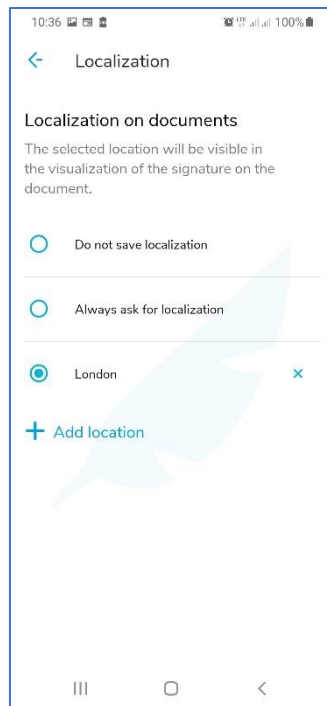 10:36 100%
Localization
Localization on documents
The selected location will be visible in
the visualization of the signature on the
document.
Do not save localization
Always ask for localization
London
Add location